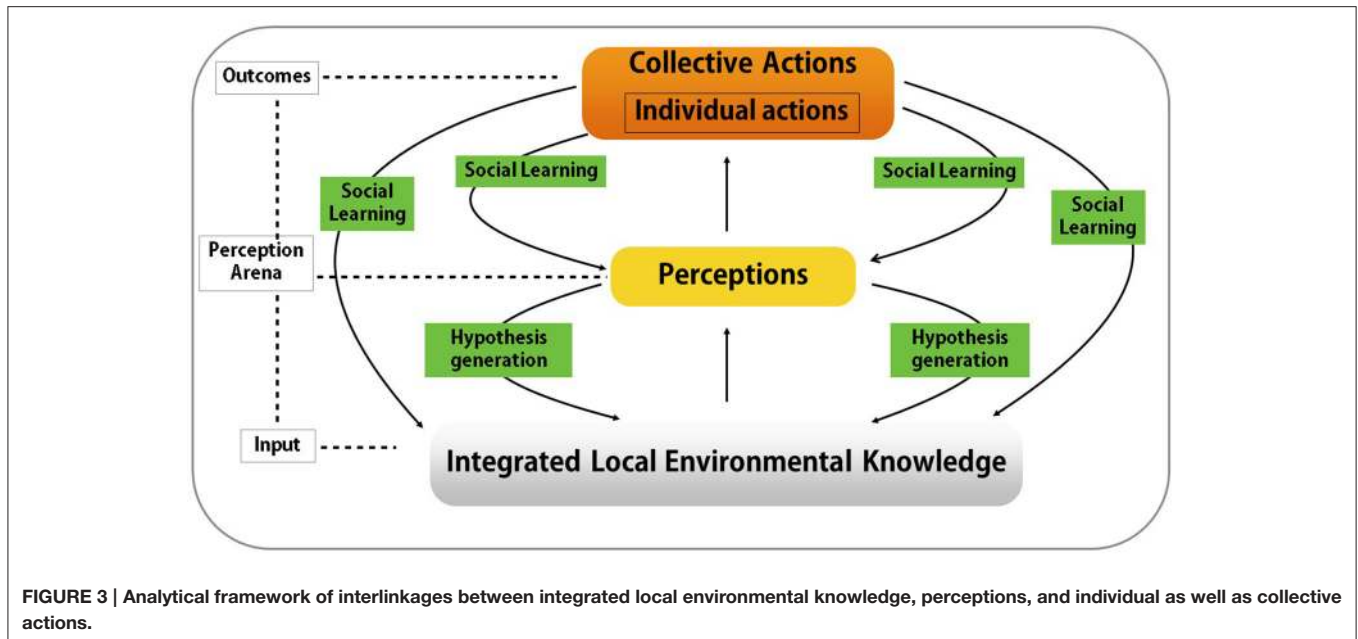 Outcomes
Collective Actions
Individual actions
Social Learning
Social Learning
Social
Learning
Social
Learning
Perception
Arena
Perceptions
Hypothesis
generation
Hypothesis
generation
Input
Integrated Local Environmental Knowledge
FIGURE 3 | Analytical framework of interlinkages between integrated local environmental knowledge, perceptions, and individual as well as collective
actions.